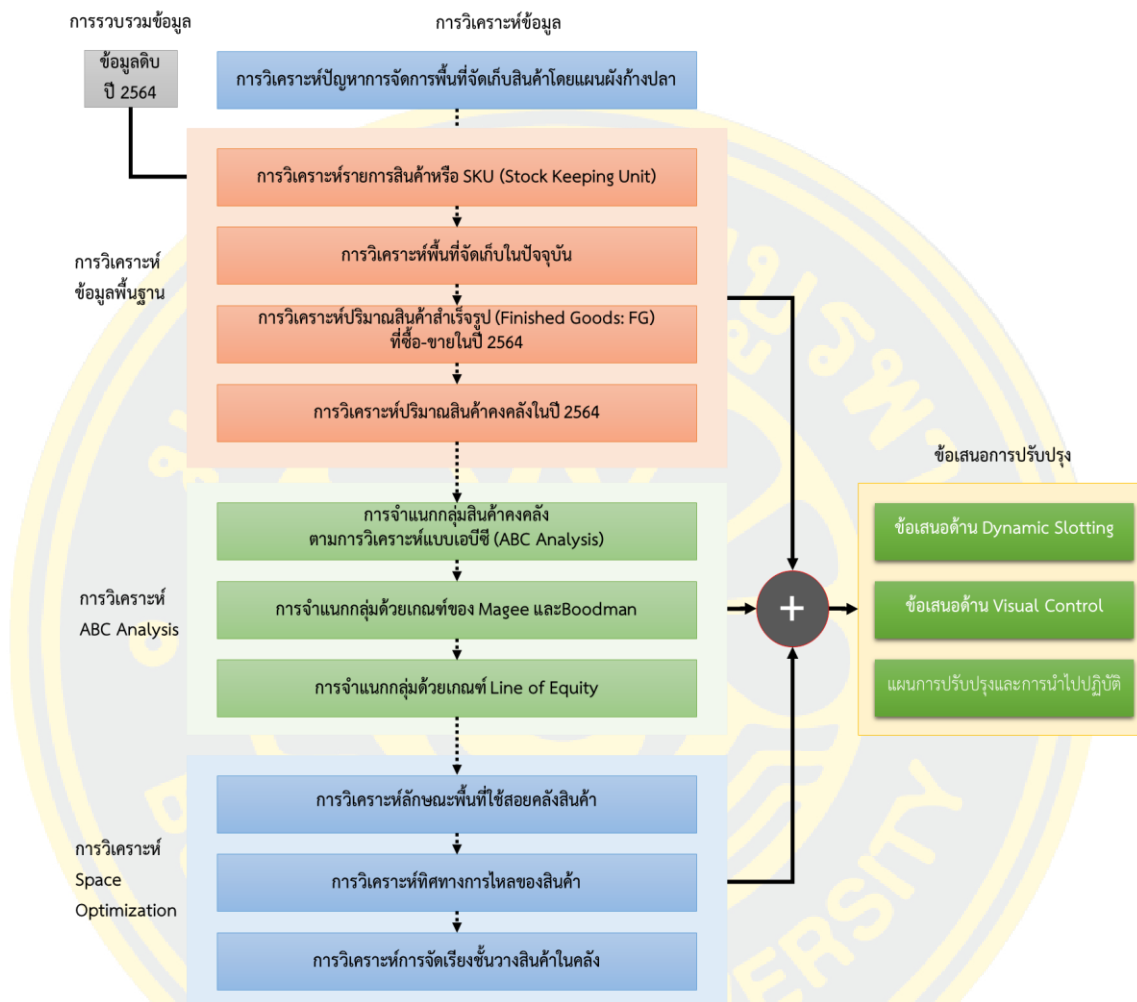 การรวบรวมข้อมูล
การวิเคราะห์ข้อมูล
ข้อมูลดิบ
ปี 2564
การวิเคราะห์ปัญหาการจัดการพื้นที่จัดเก็บสินค้าโดยแผนผังก้างปลา
การวิเคราะห์
ข้อมูลพื้นฐาน
การวิเคราะห์รายการสินค้าหรือ SKU (Stock Keeping Unit)
การวิเคราะห์พื้นที่จัดเก็บในปัจจุบัน
การวิเคราะห์ปริมาณสินค้าสำเร็จรูป (Finished Goods: FG)
ที่ซื้อ-ขายในปี 2564
การวิเคราะห์ปริมาณสินค้าคงคลังในปี 2564
การวิเคราะห์
ABC Analysis
การจำแนกกลุ่มสินค้าคงคลัง
ตามการวิเคราะห์แบบเอบีซี (ABC Analysis)
การจำแนกกลุ่มด้วยเกณฑ์ของ Magee และBoodman
การจำแนกกลุ่มด้วยเกณฑ์ Line of Equity
การวิเคราะห์
Space
Optimization
การวิเคราะห์ลักษณะพื้นที่ใช้สอยคลังสินค้า
การวิเคราะห์ทิศทางการไหลของสินค้า
การวิเคราะห์การจัดเรียงชั้นวางสินค้าในคลัง
+
ข้อเสนอการปรับปรุง
ข้อเสนอด้าน Dynamic Slotting
ข้อเสนอด้าน Visual Control
แผนการปรับปรุงและการนำไปปฏิบัติ